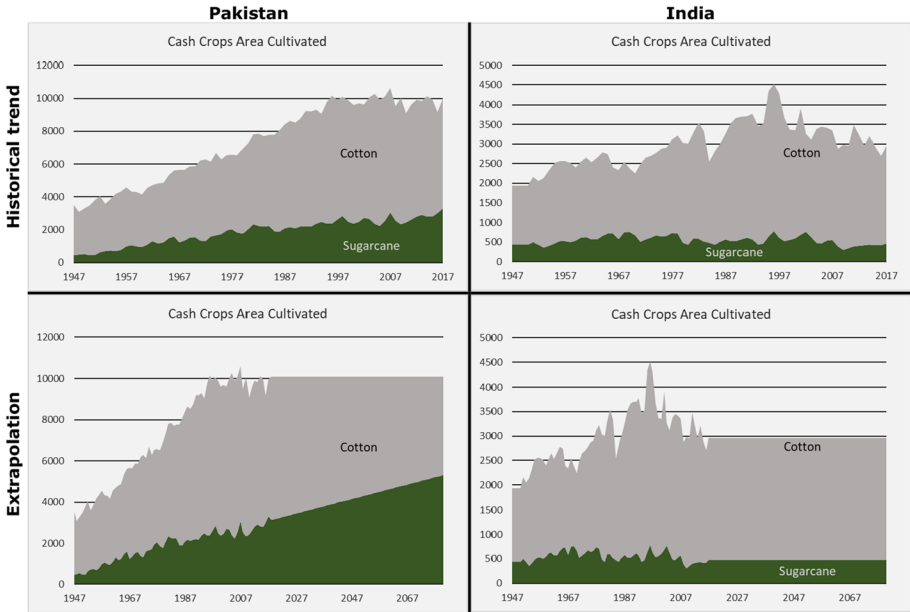 Pakistan
India
Historical trend
Cash Crops Area Cultivated
12000
10000
8000
6000
4000
2000
0
Cotton
Sugarcane
1947 1957 1967 1977 1987 1997 2007 2017
Cash Crops Area Cultivated
5000
4500
4000
3500
3000
2500
2000
1500
1000
500
0
Cotton
Sugarcane
1947 1957 1967 1977 1987 1997 2007 2017
Extrapolation
Cash Crops Area Cultivated
12000
10000
8000
6000
4000
2000
0
Cotton
1947 1967 1987 2007 2027 2047 2067
Cash Crops Area Cultivated
5000
4500
4000
3500
3000
2500
2000
1500
1000
500
0
Cotton
Sugarcane
1947 1967 1987 2007 2027 2047 2067